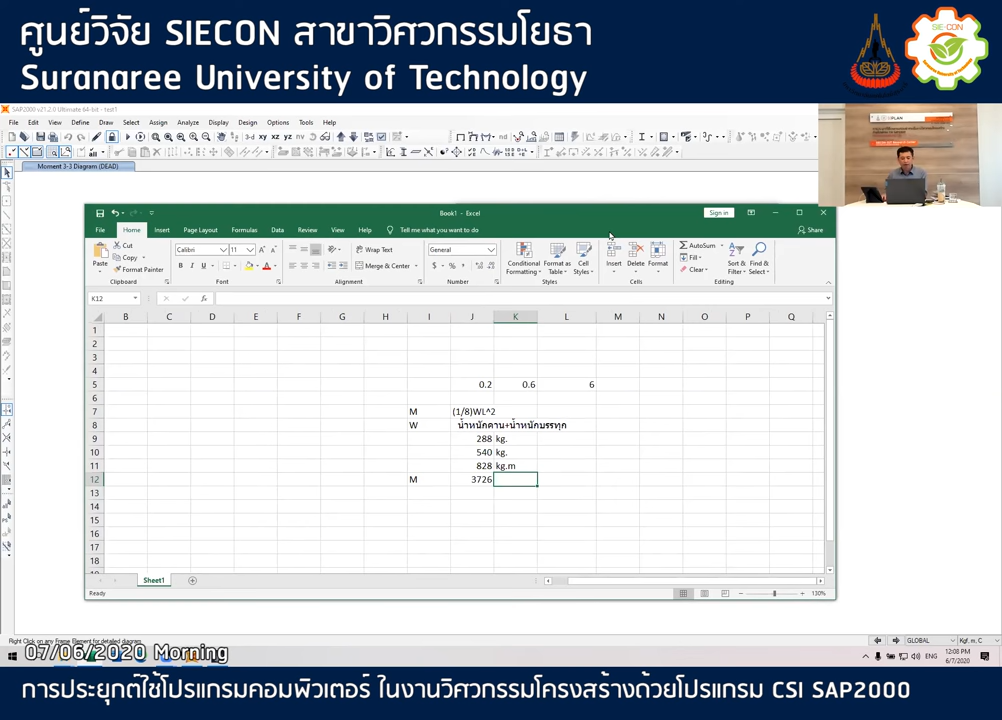 ศูนย์วิจัย SIECON สาขาวิศวกรรมโยธา
Suranaree University of Technology
SIE-CON
SAP2000 v21.2.0 Ultimate 64-bit - test1
File Edit View Define Draw Select Assign Analyze Display Design Options Tools Help
Moment 3-3 Diagram (DEAD)
I-PLAN
Book1 - Excel
Sign in
File Home Insert Page Layout Formulas Data Review View Help Tell me what you want to do
Share
Paste Cut Copy Format Painter
Calibri 11
B I U
Wrap Text
Merge & Center
General
Conditional Formatting Format as Table Cell Styles
Insert Delete Format
AutoSum Fill Clear
Sort & Filter Find & Select
Clipboard Font Alignment Number Styles Cells Editing
K12 fx
B C D E F G H I J K L M N O P Q
1
2
3
4
5 0.2 0.6 6
6
7 M (1/8)WL^2
8 W น้ำหนักคาน+น้ำหนักบรรทุก
9 288 kg.
10 540 kg.
11 828 kg.m
12 M 3726
13
14
15
16
17
18
Sheet1
Ready
130%
Right Click on any Frame Element for detailed diagram
GLOBAL Kgf, m, C
07/06/2020 Morning
ENG 12:08 PM
6/7/2020
การประยุกต์ใช้โปรแกรมคอมพิวเตอร์ ในงานวิศวกรรมโครงสร้างด้วยโปรแกรม CSI SAP2000